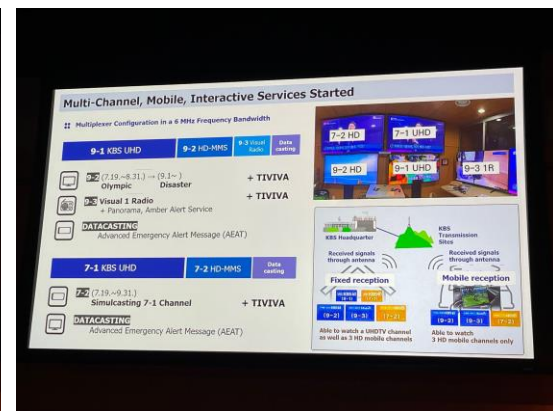 Multi-Channel, Mobile, Interactive Services Started
Multiplexer Configuration in a 6 MHz Frequency Bandwidth
9-1 KBS UHD
9-2 HD-MMS
9-3 Visual Radio
Data casting
9-2 (7.19.~8.31.) → (9.1~ )
Olympic Disaster
+ TIVIVA
9-3 Visual 1 Radio
+ TIVIVA
+ Panorama, Amber Alert Service
DATACASTING
Advanced Emergency Alert Message (AEAT)
7-1 KBS UHD
7-2 HD-MMS
Data casting
7-2 (7.19.~9.31.)
Simulcasting 7-1 Channel
+ TIVIVA
DATACASTING
Advanced Emergency Alert Message (AEAT)
7-2 HD
7-1 UHD
9-2 HD
9-1 UHD
9-3 1R
KBS Headquarter
KBS Transmission Sites
Received signals through antenna
Received signals through antenna
Fixed reception
Mobile reception
(9-2)
(9-3)
(7-2)
(9-2)
(9-3)
(7-2)
Able to watch a UHDTV channel
as well as 3 HD mobile channels
Able to watch
3 HD mobile channels only